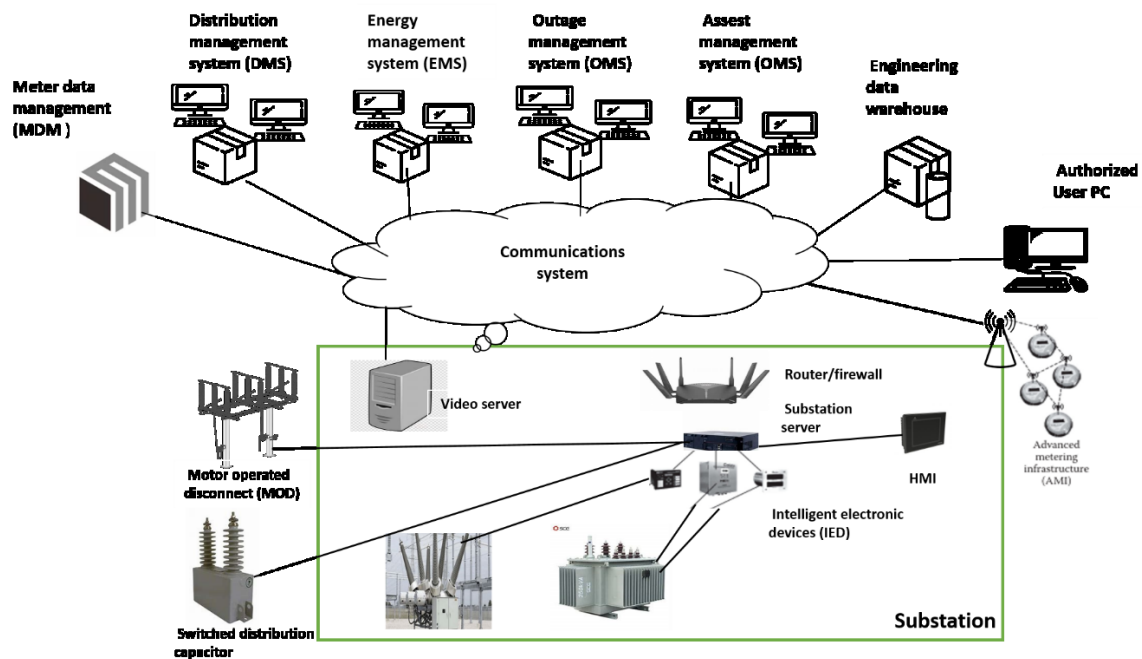 Distribution
management
system (DMS)
Energy
management
system (EMS)
Outage
management
system (OMS)
Assest
management
system (OMS)
Engineering
data
warehouse
Meter data
management
(MDM )
Authorized
User PC
Communications
system
Video server
Router/firewall
Substation
server
HMI
Advanced
metering
infrastructure
(AMI)
Motor operated
disconnect (MOD)
Intelligent electronic
devices (IED)
Switched distribution
capacitor
Substation